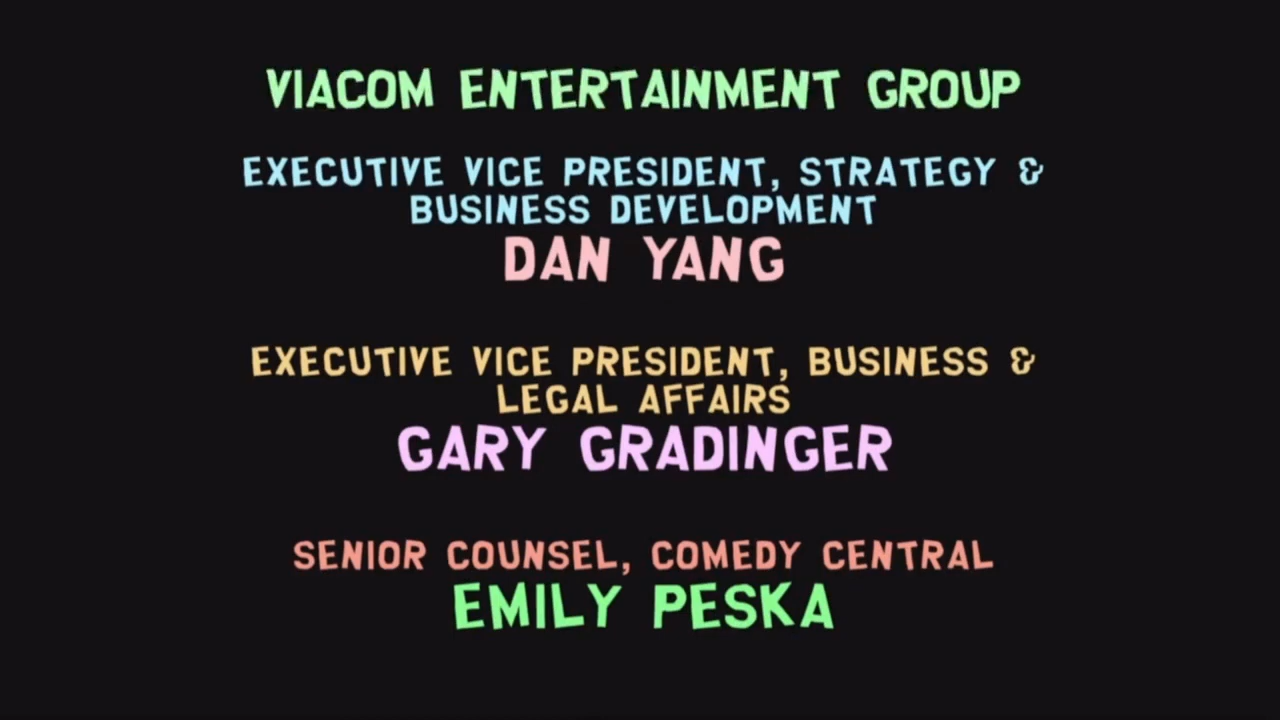 VIACOM ENTERTAINMENT GROUP
EXECUTIVE VICE PRESIDENT, STRATEGY &
BUSINESS DEVELOPMENT
DAN YANG
EXECUTIVE VICE PRESIDENT, BUSINESS &
LEGAL AFFAIRS
GARY GRADINGER
SENIOR COUNSEL, COMEDY CENTRAL
EMILY PESKA